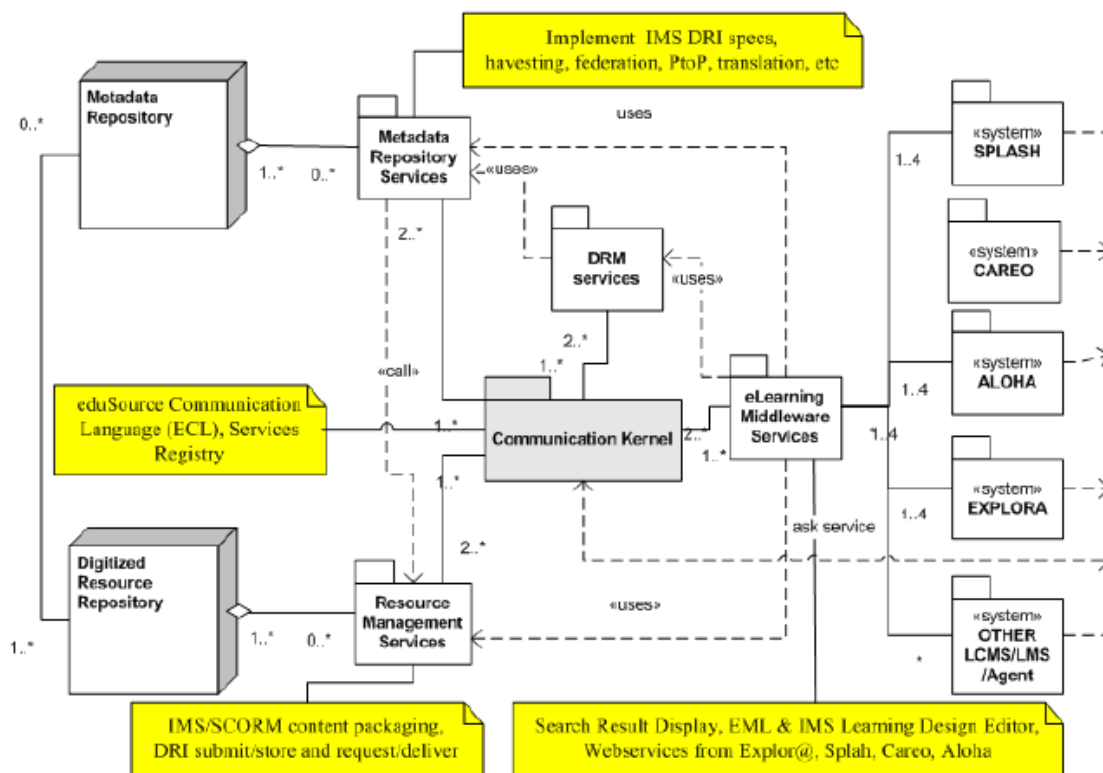 Implement IMS DRI specs,
havesting, federation, PtoP, translation, etc
Metadata
Repository
0..*
1..*
0..*
Metadata
Repository
Services
uses
«uses»
2..*
«system»
SPLASH
1..4
«system»
CAREO
DRM
services
«uses»
2..*
1..*
«call»
«system»
ALOHA
1..4
eduSource Communication
Language (ECL), Services
Registry
1..*
Communication Kernel
2..*
1..*
eLearning
Middleware
Services
1..4
1..*
«system»
EXPLORA
1..4
ask service
2..*
Digitized
Resource
Repository
1..*
1..*
0..*
Resource
Management
Services
«uses»
«system»
OTHER
LCMS/LMS
/Agent
*
IMS/SCORM content packaging,
DRI submit/store and request/deliver
Search Result Display, EML & IMS Learning Design Editor,
Webservices from Explor@, Splah, Careo, Aloha